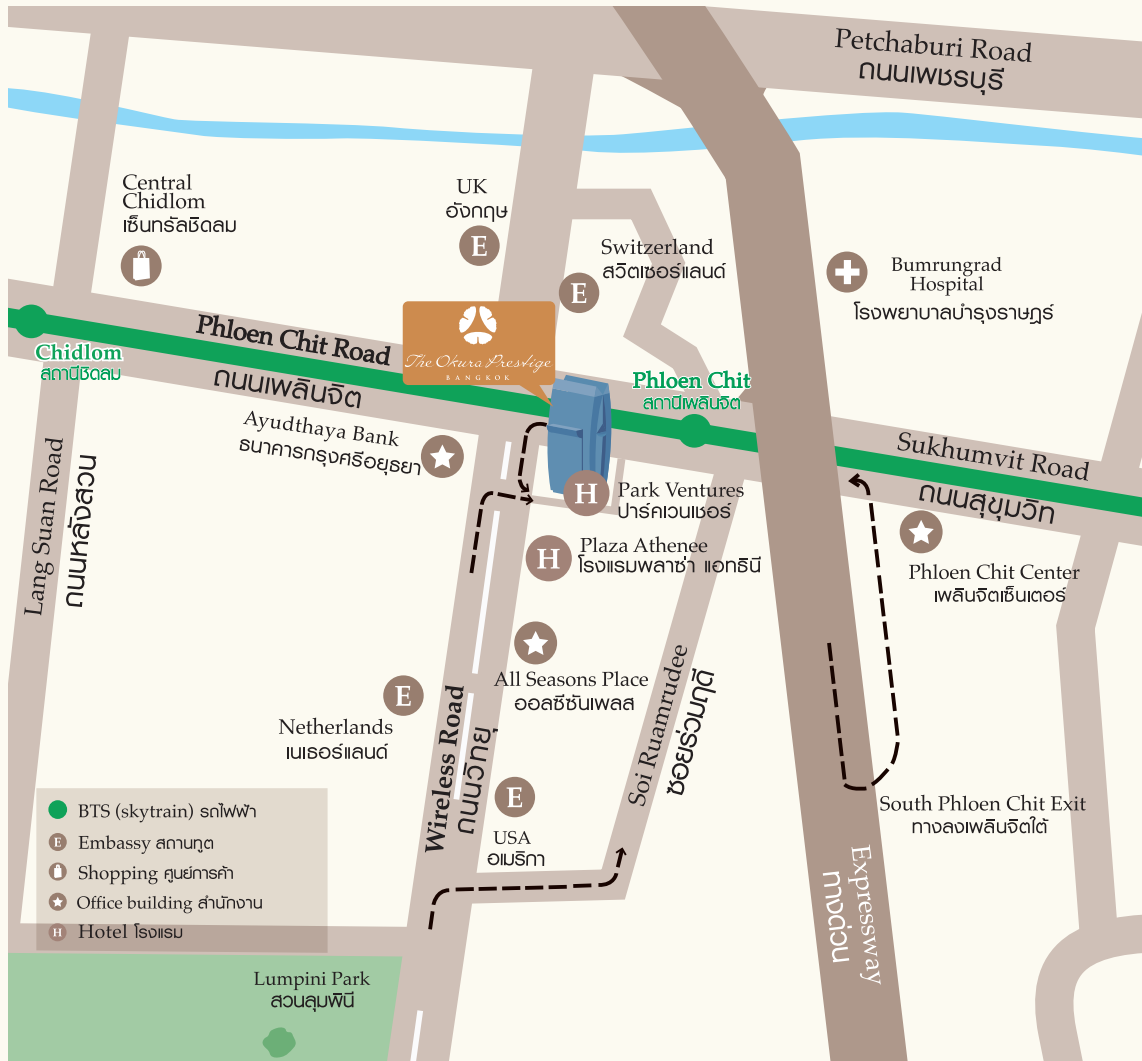 Petchaburi Road
ถนนเพชรบุรี
Central
Chidlom
เซ็นทรัลชิดลม
UK
อังกฤษ
E
Switzerland
สวิตเซอร์แลนด์
E
Bumrungrad
Hospital
โรงพยาบาลบำรุงราษฎร์
Phloen Chit Road
ถนนเพลินจิต
The Okura Prestige
BANGKOK
Chidlom
สถานีชิดลม
Phloen Chit
สถานีเพลินจิต
Ayudthaya Bank
ธนาคารกรุงศรีอยุธยา
Sukhumvit Road
ถนนสุขุมวิท
Lang Suan Road
ถนนหลังสวน
H
Park Ventures
ปาร์คเวนเชอร์
H
Plaza Athenee
โรงแรมพลาซ่า แอทธินี
Phloen Chit Center
เพลินจิตเซ็นเตอร์
All Seasons Place
ออลซีซันเพลส
E
Netherlands
เนเธอร์แลนด์
Wireless Road
ถนนวิทยุ
Soi Ruamrudee
ซอยร่วมฤดี
E
USA
อเมริกา
South Phloen Chit Exit
ทางลงเพลินจิตใต้
Expressway
ทางด่วน
BTS (skytrain) รถไฟฟ้า
E Embassy สถานทูต
Shopping ศูนย์การค้า
Office building สำนักงาน
H Hotel โรงแรม
Lumpini Park
สวนลุมพินี